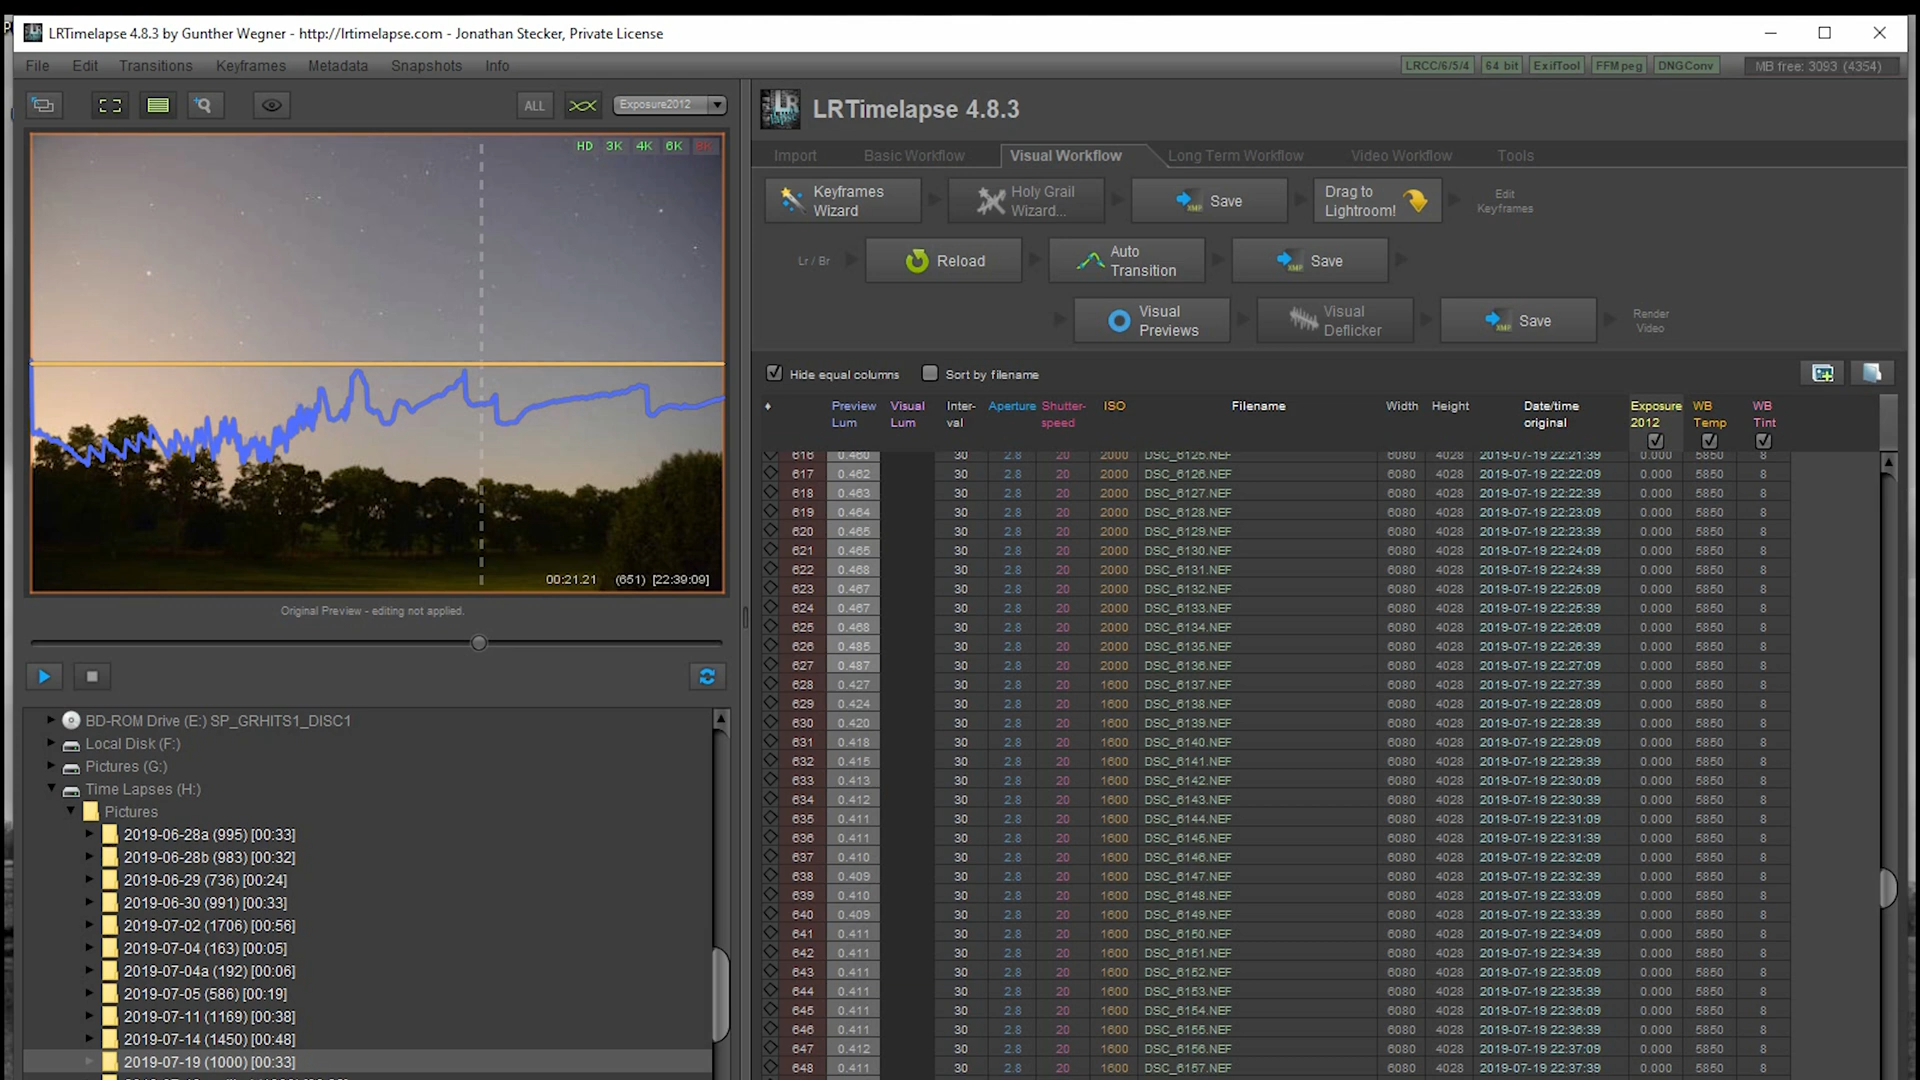 LRTimelapse 4.8.3 by Gunther Wegner - http://lrtimelapse.com - Jonathan Stecker, Private License
File Edit Transitions Keyframes Metadata Snapshots Info
LRCC/6/5/4 64 bit ExifTool FFMpeg DNGConv MB free: 3093 (4354)
ALL Exposure2012
HD 3K 4K 6K 8K
00:21.21 (651) [22:39:09]
Original Preview - editing not applied.
BD-ROM Drive (E:) SP_GRHITS1_DISC1
Local Disk (F:)
Pictures (G:)
Time Lapses (H:)
Pictures
2019-06-28a (995) [00:33]
2019-06-28b (983) [00:32]
2019-06-29 (736) [00:24]
2019-06-30 (991) [00:33]
2019-07-02 (1706) [00:56]
2019-07-04 (163) [00:05]
2019-07-04a (192) [00:06]
2019-07-05 (586) [00:19]
2019-07-11 (1169) [00:38]
2019-07-14 (1450) [00:48]
2019-07-19 (1000) [00:33]
LRTimelapse 4.8.3
Import Basic Workflow Visual Workflow Long Term Workflow Video Workflow Tools
Keyframes Wizard
Holy Grail Wizard...
Save
Drag to Lightroom!
Edit Keyframes
Lr / Br
Reload
Auto Transition
Save
Visual Previews
Visual Deflicker
Save
Render Video
Hide equal columns Sort by filename
Preview Lum Visual Lum Inter-val Aperture Shutter-speed ISO Filename Width Height Date/time original Exposure 2012 WB Temp WB Tint
616 0.460 30 2.8 20 2000 DSC_6125.NEF 6080 4028 2019-07-19 22:21:39 0.000 5850 8
617 0.462 30 2.8 20 2000 DSC_6126.NEF 6080 4028 2019-07-19 22:22:09 0.000 5850 8
618 0.463 30 2.8 20 2000 DSC_6127.NEF 6080 4028 2019-07-19 22:22:39 0.000 5850 8
619 0.464 30 2.8 20 2000 DSC_6128.NEF 6080 4028 2019-07-19 22:23:09 0.000 5850 8
620 0.465 30 2.8 20 2000 DSC_6129.NEF 6080 4028 2019-07-19 22:23:39 0.000 5850 8
621 0.465 30 2.8 20 2000 DSC_6130.NEF 6080 4028 2019-07-19 22:24:09 0.000 5850 8
622 0.468 30 2.8 20 2000 DSC_6131.NEF 6080 4028 2019-07-19 22:24:39 0.000 5850 8
623 0.467 30 2.8 20 2000 DSC_6132.NEF 6080 4028 2019-07-19 22:25:09 0.000 5850 8
624 0.467 30 2.8 20 2000 DSC_6133.NEF 6080 4028 2019-07-19 22:25:39 0.000 5850 8
625 0.468 30 2.8 20 2000 DSC_6134.NEF 6080 4028 2019-07-19 22:26:09 0.000 5850 8
626 0.485 30 2.8 20 2000 DSC_6135.NEF 6080 4028 2019-07-19 22:26:39 0.000 5850 8
627 0.487 30 2.8 20 2000 DSC_6136.NEF 6080 4028 2019-07-19 22:27:09 0.000 5850 8
628 0.427 30 2.8 20 1600 DSC_6137.NEF 6080 4028 2019-07-19 22:27:39 0.000 5850 8
629 0.424 30 2.8 20 1600 DSC_6138.NEF 6080 4028 2019-07-19 22:28:09 0.000 5850 8
630 0.420 30 2.8 20 1600 DSC_6139.NEF 6080 4028 2019-07-19 22:28:39 0.000 5850 8
631 0.418 30 2.8 20 1600 DSC_6140.NEF 6080 4028 2019-07-19 22:29:09 0.000 5850 8
632 0.415 30 2.8 20 1600 DSC_6141.NEF 6080 4028 2019-07-19 22:29:39 0.000 5850 8
633 0.413 30 2.8 20 1600 DSC_6142.NEF 6080 4028 2019-07-19 22:30:09 0.000 5850 8
634 0.412 30 2.8 20 1600 DSC_6143.NEF 6080 4028 2019-07-19 22:30:39 0.000 5850 8
635 0.411 30 2.8 20 1600 DSC_6144.NEF 6080 4028 2019-07-19 22:31:09 0.000 5850 8
636 0.411 30 2.8 20 1600 DSC_6145.NEF 6080 4028 2019-07-19 22:31:39 0.000 5850 8
637 0.410 30 2.8 20 1600 DSC_6146.NEF 6080 4028 2019-07-19 22:32:09 0.000 5850 8
638 0.409 30 2.8 20 1600 DSC_6147.NEF 6080 4028 2019-07-19 22:32:39 0.000 5850 8
639 0.410 30 2.8 20 1600 DSC_6148.NEF 6080 4028 2019-07-19 22:33:09 0.000 5850 8
640 0.409 30 2.8 20 1600 DSC_6149.NEF 6080 4028 2019-07-19 22:33:39 0.000 5850 8
641 0.411 30 2.8 20 1600 DSC_6150.NEF 6080 4028 2019-07-19 22:34:09 0.000 5850 8
642 0.411 30 2.8 20 1600 DSC_6151.NEF 6080 4028 2019-07-19 22:34:39 0.000 5850 8
643 0.411 30 2.8 20 1600 DSC_6152.NEF 6080 4028 2019-07-19 22:35:09 0.000 5850 8
644 0.411 30 2.8 20 1600 DSC_6153.NEF 6080 4028 2019-07-19 22:35:39 0.000 5850 8
645 0.411 30 2.8 20 1600 DSC_6154.NEF 6080 4028 2019-07-19 22:36:09 0.000 5850 8
646 0.411 30 2.8 20 1600 DSC_6155.NEF 6080 4028 2019-07-19 22:36:39 0.000 5850 8
647 0.412 30 2.8 20 1600 DSC_6156.NEF 6080 4028 2019-07-19 22:37:09 0.000 5850 8
648 0.411 30 2.8 20 1600 DSC_6157.NEF 6080 4028 2019-07-19 22:37:39 0.000 5850 8